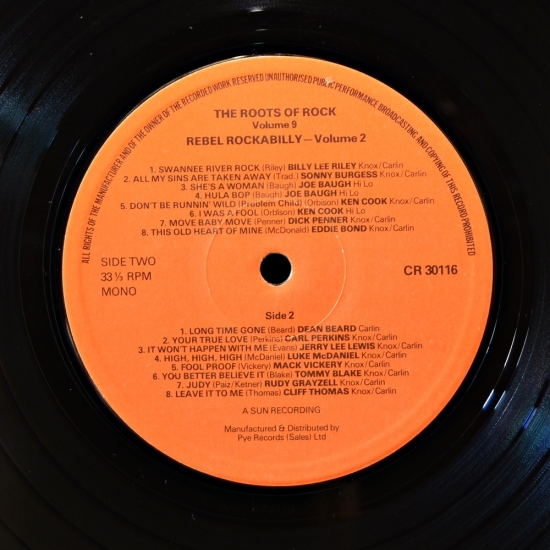 ALL RIGHTS OF THE MANUFACTURER AND OF THE OWNER OF THE RECORDED WORK RESERVED UNAUTHORISED PUBLIC PERFORMANCE BROADCASTING AND COPYING OF THIS RECORD PROHIBITED
THE ROOTS OF ROCK
Volume 9
REBEL ROCKABILLY—Volume 2
1. SWANNEE RIVER ROCK (Riley) BILLY LEE RILEY Knox/Carlin
2. ALL MY SINS ARE TAKEN AWAY (Trad.) SONNY BURGESS Knox/Carlin
3. SHE'S A WOMAN (Baugh) JOE BAUGH Hi Lo
4. HULA BOP (Baugh) JOE BAUGH Hi Lo
5. DON'T BE RUNNIN' WILD (Problem Child) (Orbison) KEN COOK Knox/Carlin
6. I WAS A FOOL (Orbison) KEN COOK Hi Lo
7. MOVE BABY MOVE (Penner) DICK PENNER Knox/Carlin
8. THIS OLD HEART OF MINE (McDonald) EDDIE BOND Knox/Carlin
SIDE TWO
33⅓ RPM
MONO
CR 30116
Side 2
1. LONG TIME GONE (Beard) DEAN BEARD Carlin
2. YOUR TRUE LOVE (Perkins) CARL PERKINS Knox/Carlin
3. IT WON'T HAPPEN WITH ME (Evans) JERRY LEE LEWIS Knox/Carlin
4. HIGH, HIGH, HIGH (McDaniel) LUKE McDANIEL Knox/Carlin
5. FOOL PROOF (Vickery) MACK VICKERY Knox/Carlin
6. YOU BETTER BELIEVE IT (Blake) TOMMY BLAKE Knox/Carlin
7. JUDY (Paiz/Ketner) RUDY GRAYZELL Knox/Carlin
8. LEAVE IT TO ME (Thomas) CLIFF THOMAS Knox/Carlin
A SUN RECORDING
Manufactured & Distributed by
Pye Records (Sales) Ltd